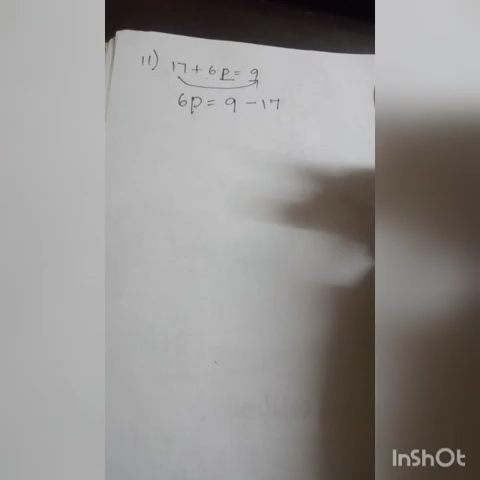 11) 17 + 6p = 9
6p = 9 - 17
InShOt